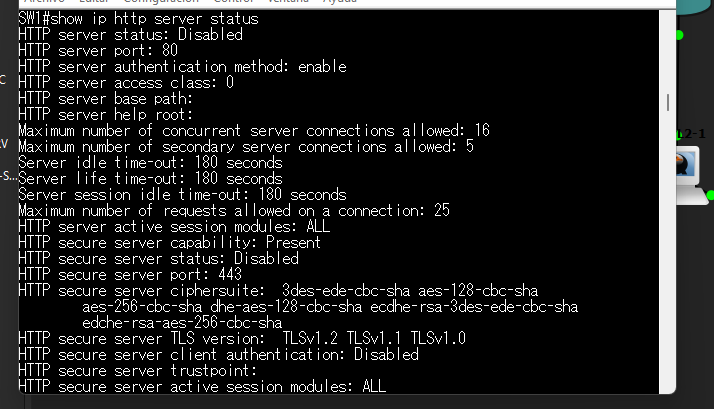 Archivo Editar Configuración Control Ventana Ayuda
SW1#show ip http server status
HTTP server status: Disabled
HTTP server port: 80
HTTP server authentication method: enable
HTTP server access class: 0
HTTP server base path:
HTTP server help root:
Maximum number of concurrent server connections allowed: 16
Maximum number of secondary server connections allowed: 5
Server idle time-out: 180 seconds
Server life time-out: 180 seconds
Server session idle time-out: 180 seconds
Maximum number of requests allowed on a connection: 25
HTTP server active session modules: ALL
HTTP secure server capability: Present
HTTP secure server status: Disabled
HTTP secure server port: 443
HTTP secure server ciphersuite:  3des-ede-cbc-sha aes-128-cbc-sha
aes-256-cbc-sha dhe-aes-128-cbc-sha ecdhe-rsa-3des-ede-cbc-sha
edche-rsa-aes-256-cbc-sha
HTTP secure server TLS version:  TLSv1.2 TLSv1.1 TLSv1.0
HTTP secure server client authentication: Disabled
HTTP secure server trustpoint:
HTTP secure server active session modules: ALL
C
-S...
2-1